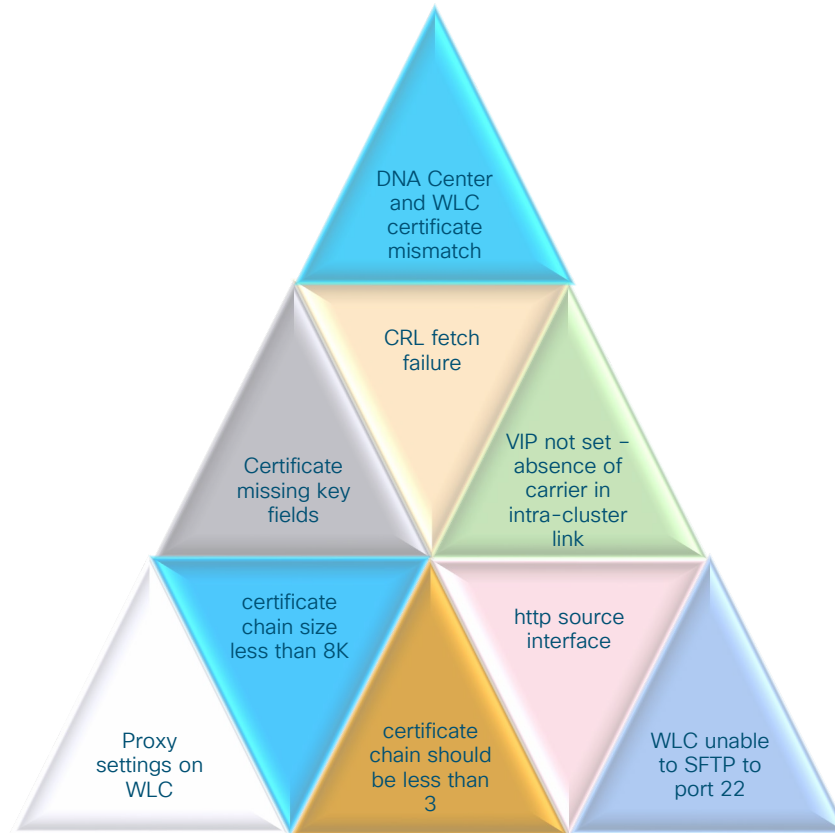 DNA Center
and WLC
certificate
mismatch
CRL fetch
failure
Certificate
missing key
fields
VIP not set –
absence of
carrier in
intra-cluster
link
certificate
chain size
less than 8K
http source
interface
Proxy
settings on
WLC
certificate
chain should
be less than
3
WLC unable
to SFTP to
port 22